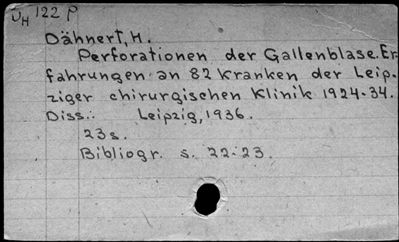 UH 122 P
Dähnert, H.
Perforationen der Gallenblase. Er-
fahrungen an 82 Kranken der Leip-
ziger chirurgischen Klinik 1924-34.
Diss.: Leipzig, 1936.
23 s.
Bibliogr. s. 22-23.